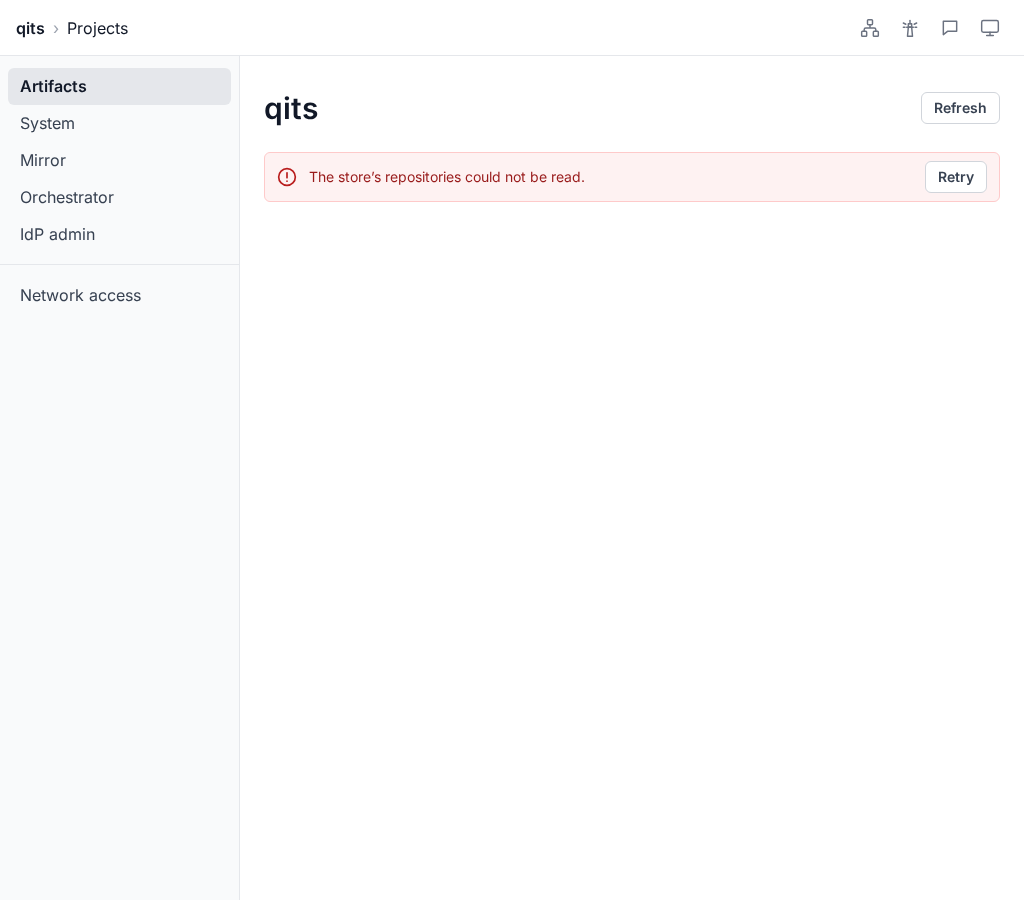 qits › Projects
Artifacts
System
Mirror
Orchestrator
IdP admin
Network access
qits
Refresh
The store’s repositories could not be read.
Retry